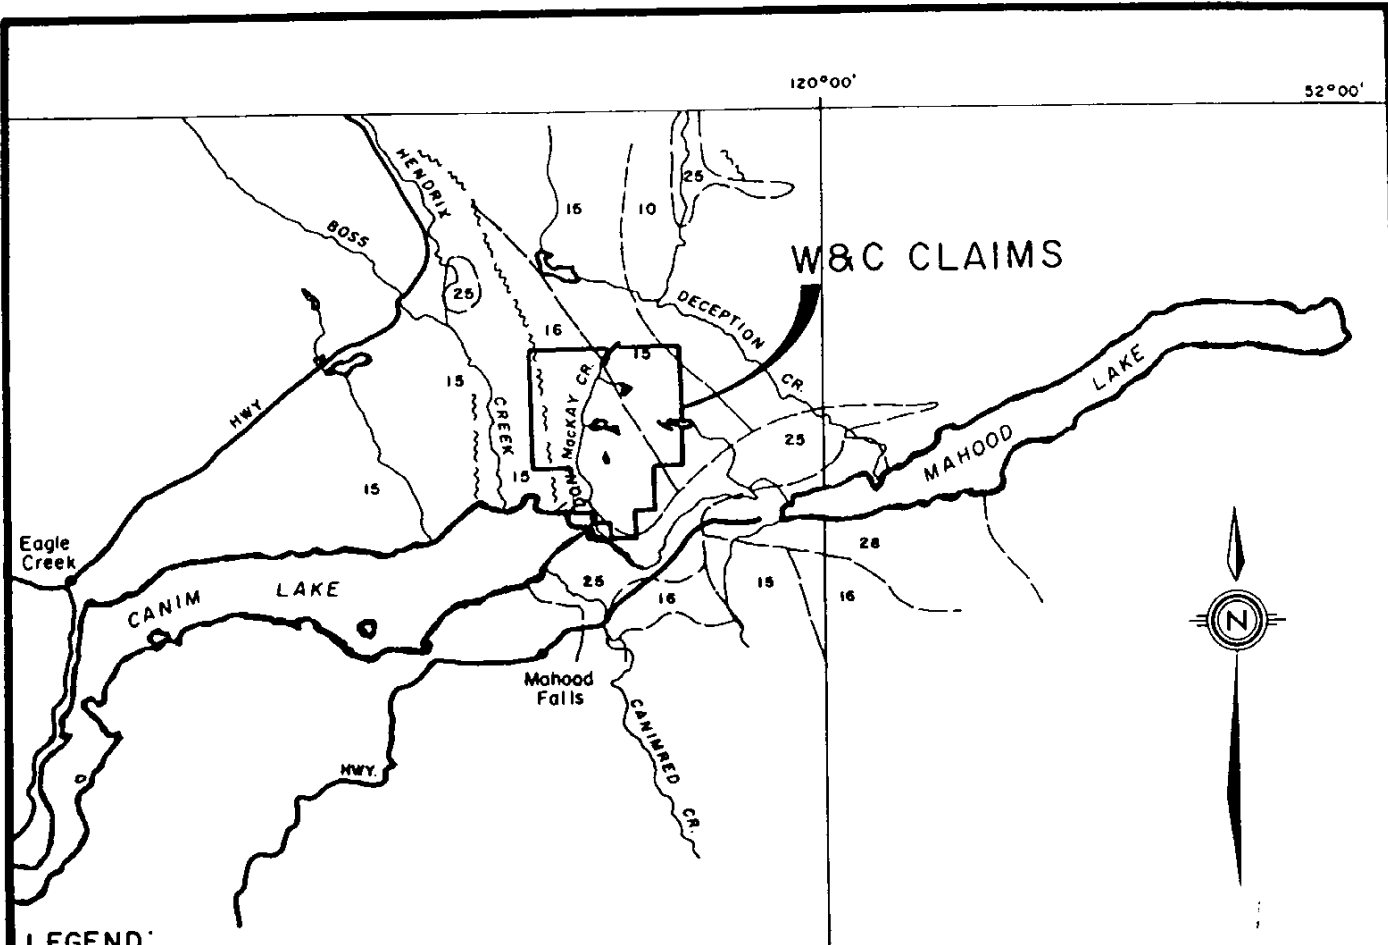 120°00'
52°00'
HENDRIX
25
15
10
BOSS
W&C CLAIMS
25
DECEPTION
16
15
LAKE
15
CR.
CR.
HWY
CREEK
25
MAHOOD
DON MacKAY
15
15
Eagle
Creek
28
LAKE
25
15
16
16
CANIM
N
Mahood
Falls
CANIMRED
HWY.
CR.
LEGEND: